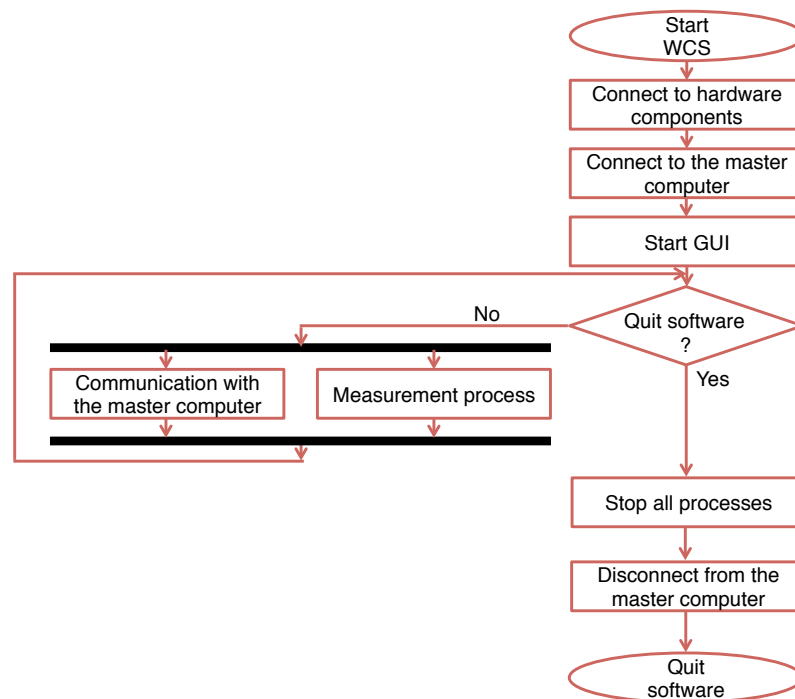 Start
WCS
Connect to hardware
components
Connect to the master
computer
Start GUI
No
Quit software
?
Yes
Communication with
the master computer
Measurement process
Stop all processes
Disconnect from the
master computer
Quit
software